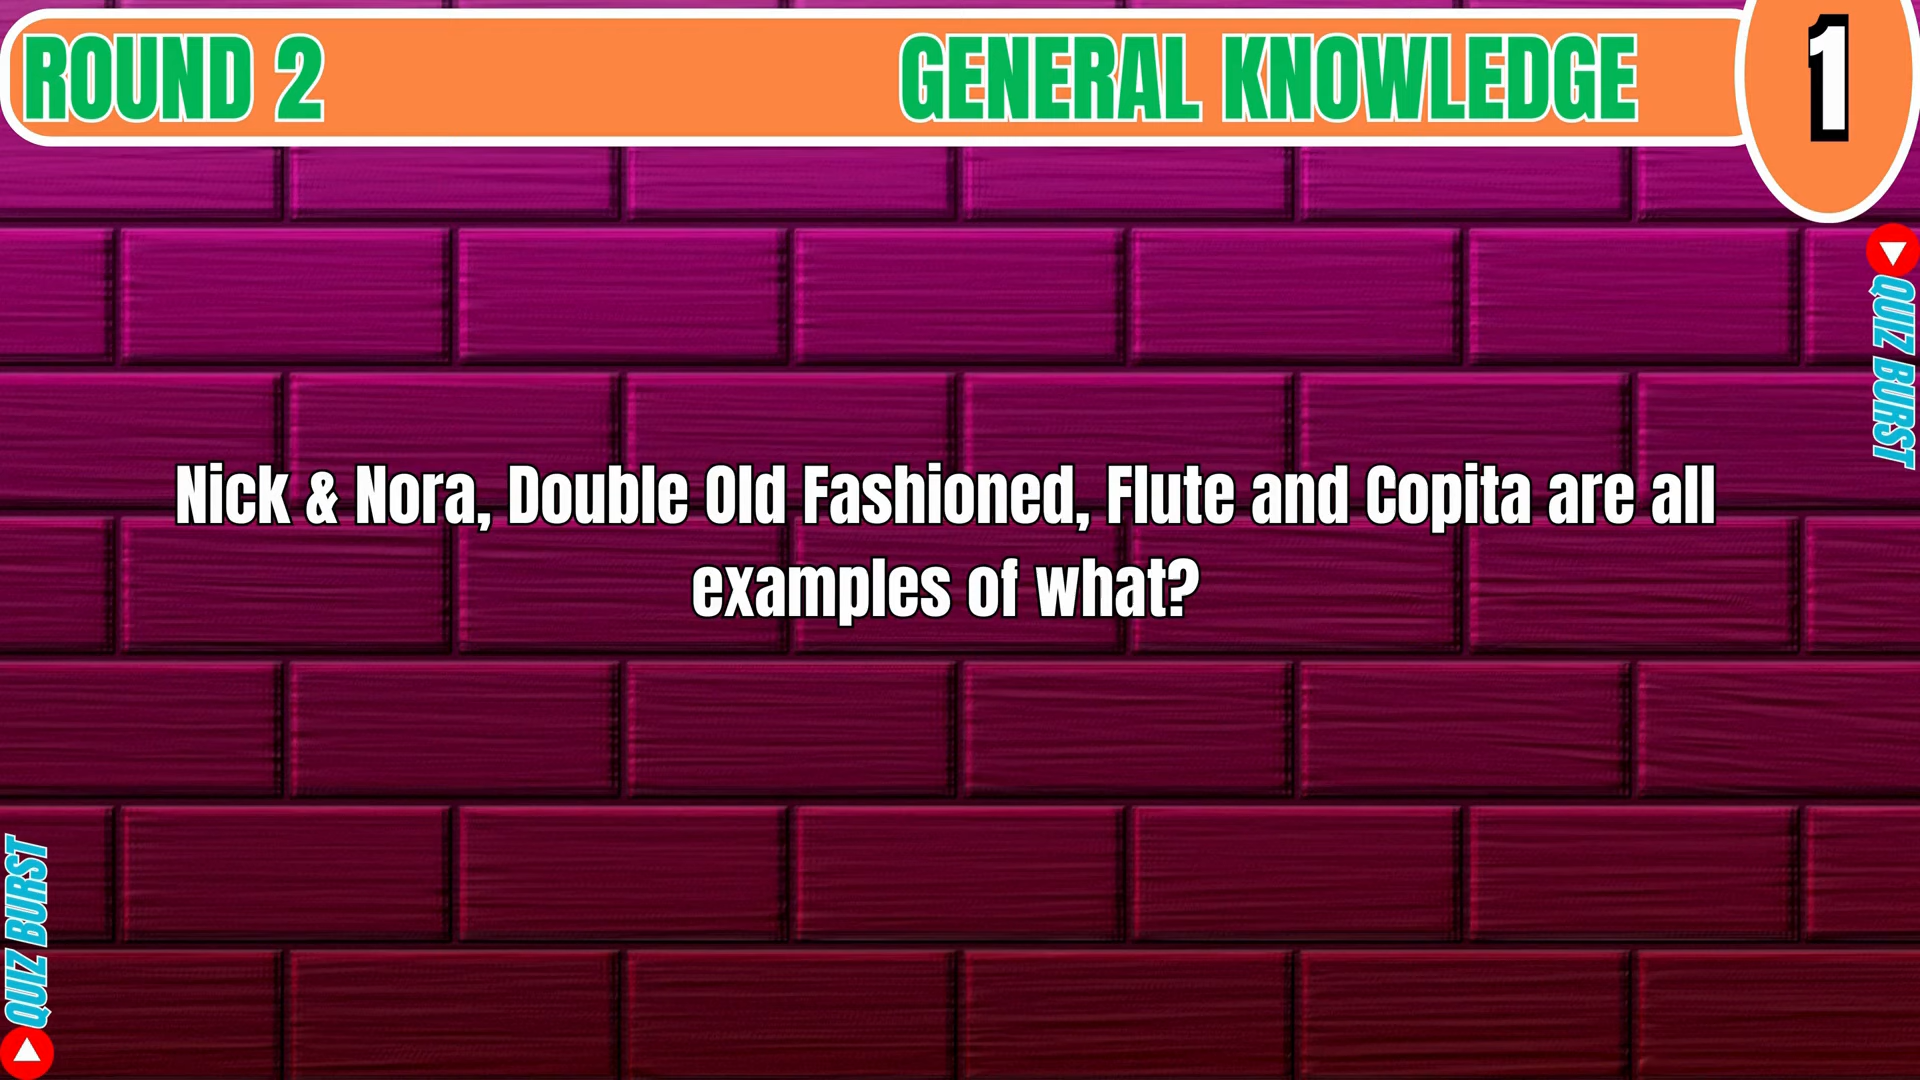 ROUND 2
GENERAL KNOWLEDGE
1
QUIZ BURST
Nick & Nora, Double Old Fashioned, Flute and Copita are all
examples of what?
QUIZ BURST